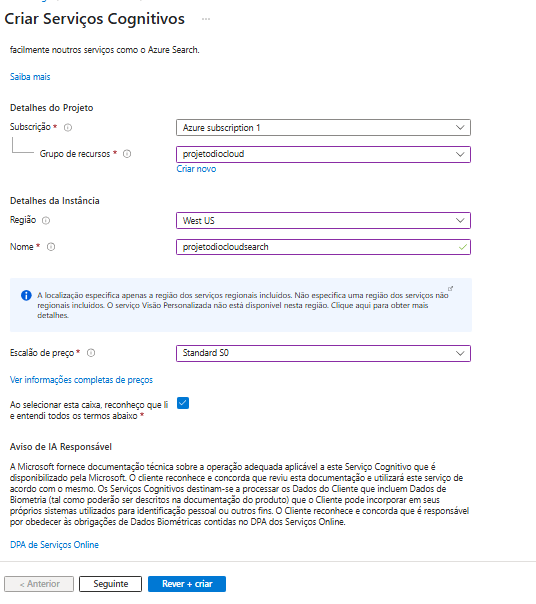 Criar Serviços Cognitivos ...
facilmente noutros serviços como o Azure Search.
Saiba mais
Detalhes do Projeto
Subscrição *
Azure subscription 1
Grupo de recursos *
projetodiocloud
Criar novo
Detalhes da Instância
Região
West US
Nome *
projetodiocloudsearch
A localização especifica apenas a região dos serviços regionais incluídos. Não especifica uma região dos serviços não
regionais incluídos. O serviço Visão Personalizada não está disponível nesta região. Clique aqui para obter mais
detalhes.
Escalão de preço *
Standard S0
Ver informações completas de preços
Ao selecionar esta caixa, reconheço que li
e entendi todos os termos abaixo *
Aviso de IA Responsável
A Microsoft fornece documentação técnica sobre a operação adequada aplicável a este Serviço Cognitivo que é
disponibilizado pela Microsoft. O cliente reconhece e concorda que reviu esta documentação e utilizará este serviço de
acordo com o mesmo. Os Serviços Cognitivos destinam-se a processar os Dados do Cliente que incluem Dados de
Biometria (tal como poderão ser descritos na documentação do produto) que o Cliente pode incorporar em seus
próprios sistemas utilizados para identificação pessoal ou outros fins. O Cliente reconhece e concorda que é responsável
por obedecer às obrigações de Dados Biométricas contidas no DPA dos Serviços Online.
DPA de Serviços Online
< Anterior
Seguinte
Rever + criar